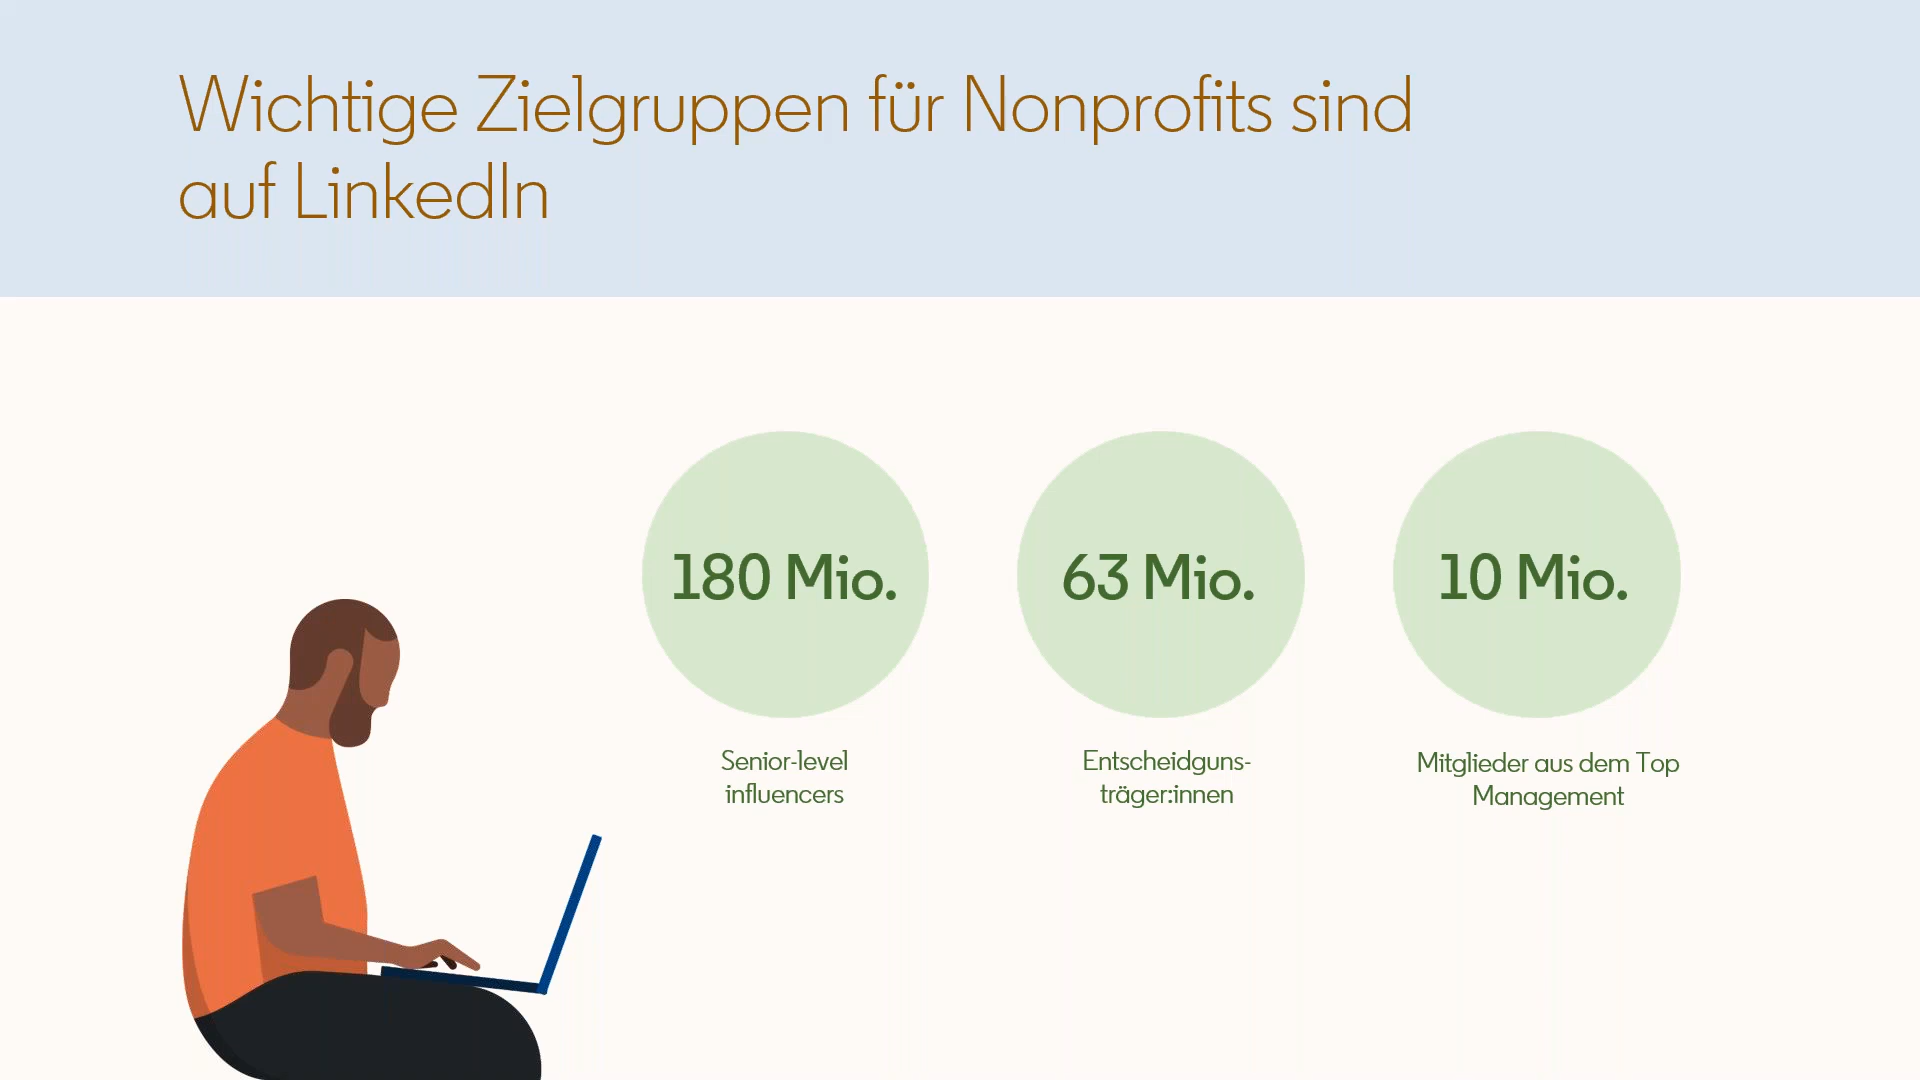 Wichtige Zielgruppen für Nonprofits sind
auf LinkedIn
180 Mio.
63 Mio.
10 Mio.
Senior-level
influencers
Entscheidguns-
träger:innen
Mitglieder aus dem Top
Management